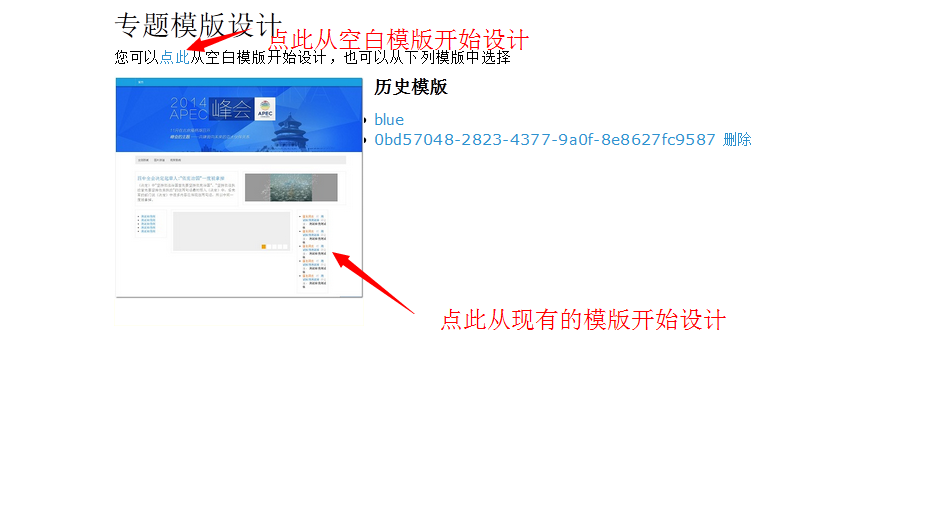 专题模版设计
点此从空白模版开始设计
您可以点此从空白模版开始设计，也可以从下列模版中选择
2014
APEC
峰会
APEC
历史模版
blue
0bd57048-2823-4377-9a0f-8e8627fc9587 删除
点此从现有的模版开始设计